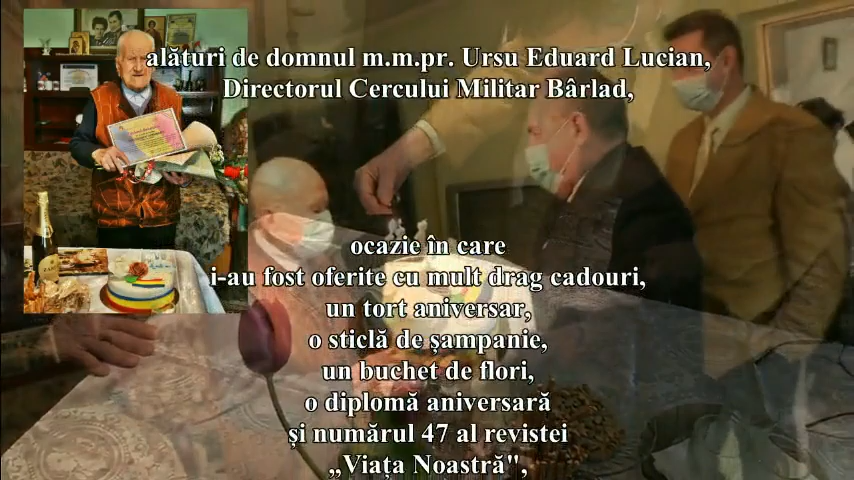 alături de domnul m.m.pr. Ursu Eduard Lucian,
Directorul Cercului Militar Bârlad,
ocazie în care
i-au fost oferite cu mult drag cadouri,
un tort aniversar,
o sticlă de șampanie,
un buchet de flori,
o diplomă aniversară
şi numărul 47 al revistei
„Viaţa Noastră",